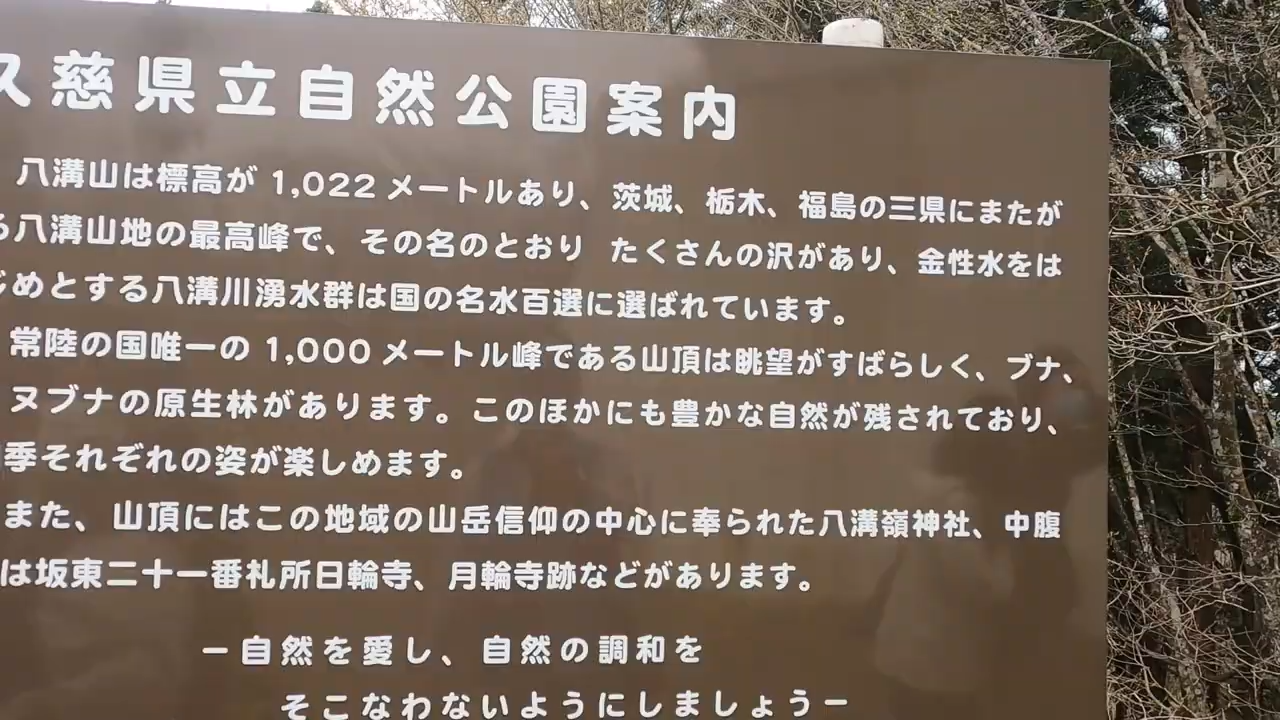 久慈県立自然公園案内
八溝山は標高が 1,022 メートルあり、茨城、栃木、福島の三県にまたが
る八溝山地の最高峰で、その名のとおり たくさんの沢があり、金性水をは
じめとする八溝川湧水群は国の名水百選に選ばれています。
常陸の国唯一の 1,000 メートル峰である山頂は眺望がすばらしく、ブナ、
ヌブナの原生林があります。このほかにも豊かな自然が残されており、
季それぞれの姿が楽しめます。
また、山頂にはこの地域の山岳信仰の中心に奉られた八溝嶺神社、中腹
は坂東二十一番札所日輪寺、月輪寺跡などがあります。
ー自然を愛し、自然の調和を
そこなわないようにしましょうー